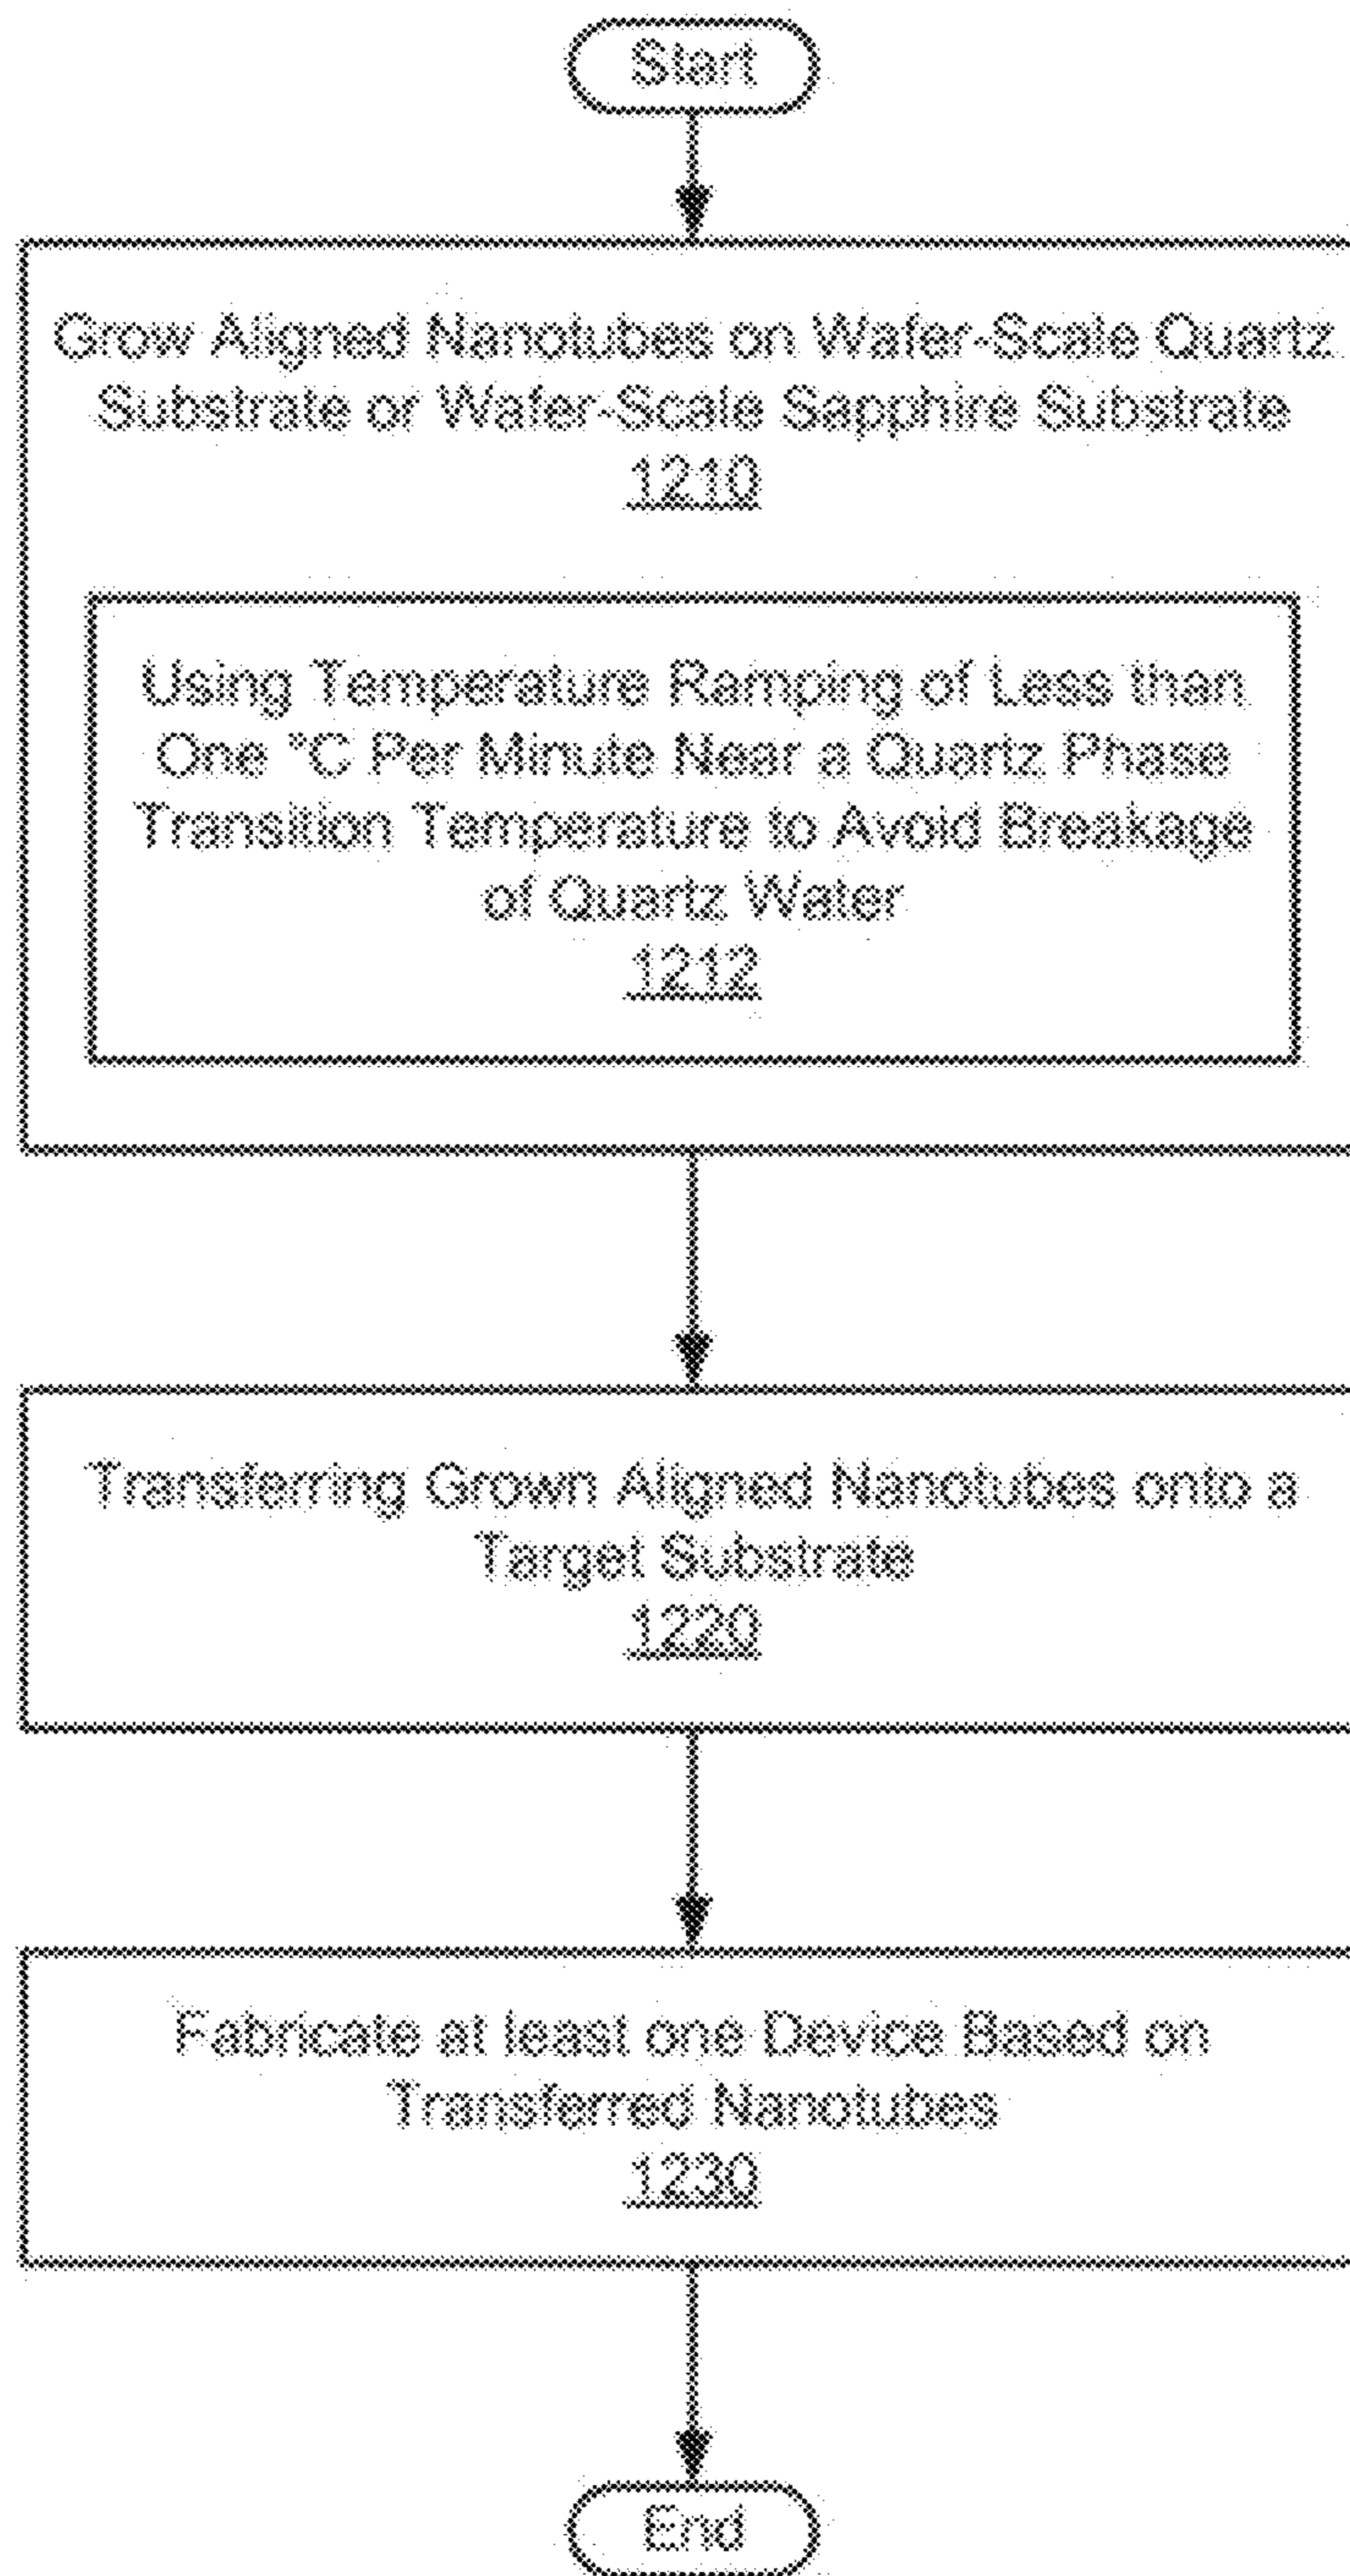 Start
Grow Aligned Nanotubes on Wafer-Scale Quartz
Substrate or Wafer-Scale Sapphire Substrate
1210
Using Temperature Ramping of Less than
One °C Per Minute Near a Quartz Phase
Transition Temperature to Avoid Breakage
of Quartz Water
1212
Transferring Grown Aligned Nanotubes onto a
Target Substrate
1220
Fabricate at least one Device Based on
Transferred Nanotubes
1230
End